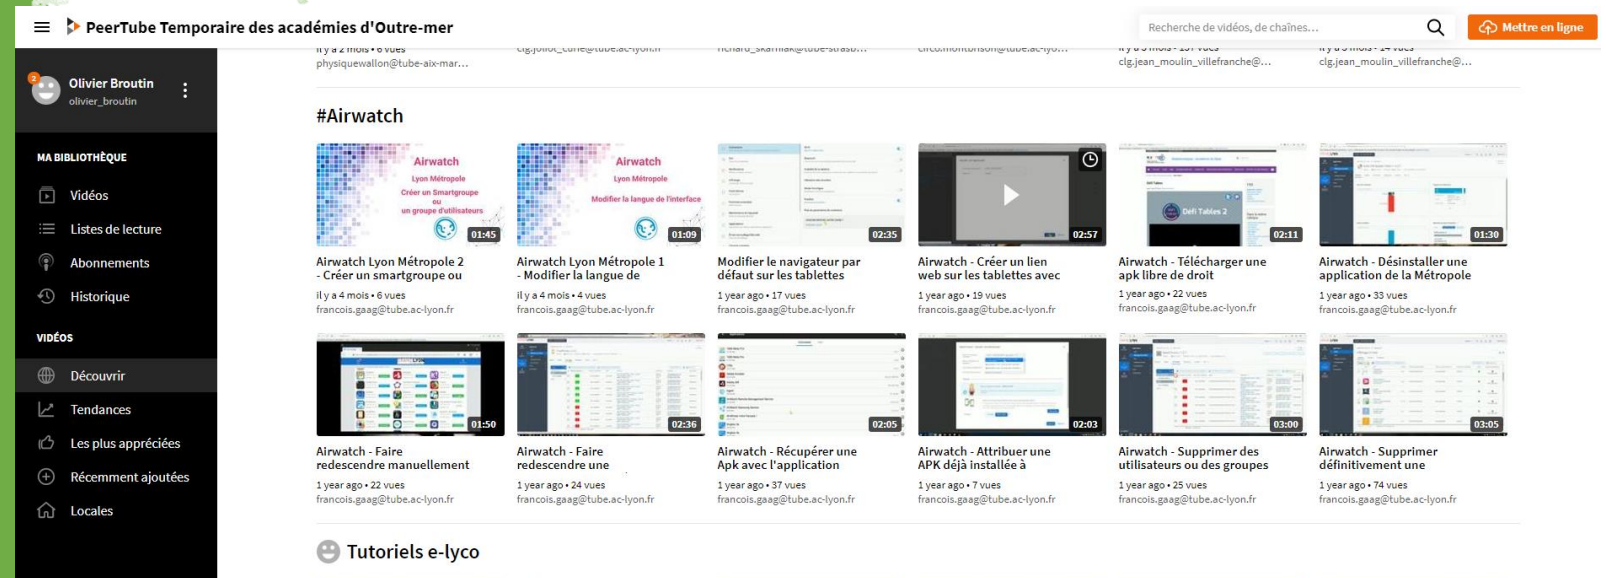 PeerTube Temporaire des académies d'Outre-mer
Recherche de vidéos, de chaînes...
Mettre en ligne
2
Olivier Broutin
olivier_broutin
MA BIBLIOTHÈQUE
Vidéos
Listes de lecture
Abonnements
Historique
VIDÉOS
Découvrir
Tendances
Les plus appréciées
Récemment ajoutées
Locales
il y a 2 mois • 6 vues
physiquewallon@tube-aix-mar...
clg.joliot_curie@tube.ac-lyon.fr
clg.jean_moulin_villefranche@...
clg.jean_moulin_villefranche@...
#Airwatch
Airwatch
Lyon Métropole
Créer un Smartgroupe
ou
un groupe d'utilisateurs
01:45
Airwatch Lyon Métropole 2
- Créer un smartgroupe ou
il y a 4 mois • 6 vues
francois.gaag@tube.ac-lyon.fr
Airwatch
Lyon Métropole
Modifier la langue de l'interface
01:09
Airwatch Lyon Métropole 1
- Modifier la langue de
il y a 4 mois • 4 vues
francois.gaag@tube.ac-lyon.fr
02:35
Modifier le navigateur par
défaut sur les tablettes
1 year ago • 17 vues
francois.gaag@tube.ac-lyon.fr
02:57
Airwatch - Créer un lien
web sur les tablettes avec
1 year ago • 19 vues
francois.gaag@tube.ac-lyon.fr
Défi Tables 2
02:11
Airwatch - Télécharger une
apk libre de droit
1 year ago • 22 vues
francois.gaag@tube.ac-lyon.fr
01:30
Airwatch - Désinstaller une
application de la Métropole
1 year ago • 33 vues
francois.gaag@tube.ac-lyon.fr
01:50
Airwatch - Faire
redescendre manuellement
1 year ago • 22 vues
francois.gaag@tube.ac-lyon.fr
02:36
Airwatch - Faire
redescendre une
1 year ago • 24 vues
francois.gaag@tube.ac-lyon.fr
02:05
Airwatch - Récupérer une
Apk avec l'application
1 year ago • 37 vues
francois.gaag@tube.ac-lyon.fr
02:03
Airwatch - Attribuer une
APK déjà installée à
1 year ago • 7 vues
francois.gaag@tube.ac-lyon.fr
03:00
Airwatch - Supprimer des
utilisateurs ou des groupes
1 year ago • 25 vues
francois.gaag@tube.ac-lyon.fr
03:05
Airwatch - Supprimer
définitivement une
1 year ago • 74 vues
francois.gaag@tube.ac-lyon.fr
Tutoriels e-lyco